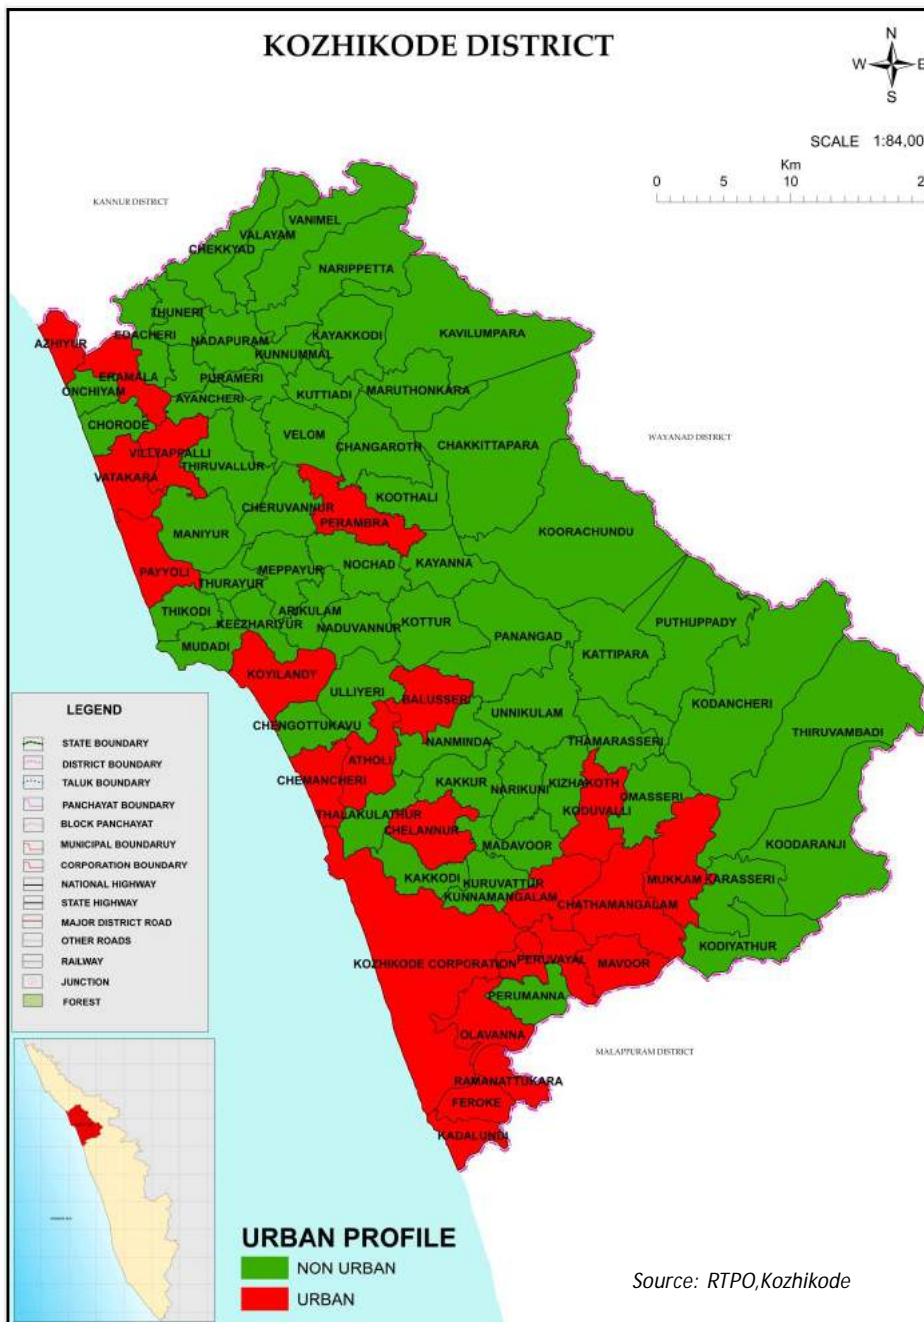 KOZHIKODE DISTRICT
N
W E
S
SCALE 1:84,00
Km
0 5 10 2
KANNUR DISTRICT
VANIMEL
VALAYAM
CHEKKYAD
NARIPPETTA
THUNERI
AZHIYUR
EDACHERI
NADAPURAM
KAYAKKODI
KAVILUMPARA
KUNNUMMAL
ERAMALA
PURAMERI
ONCHIYAM
AYANCHERI
KUTTIADI
MARUTHONKARA
CHORODE
VELOM
CHANGAROTH
CHAKKITTAPARA
WAYANAD DISTRICT
VILLYAPPALLI
THIRUVALLUR
VATAKARA
CHERUVANNUR
KOOTHALI
PERAMBRA
MANIYUR
KOORACHUNDU
PAYYOLI
MEPPAYUR
NOCHAD
KAYANNA
THURAYUR
THIKODI
ARIKULAM
KEEZHARIYUR
NADUVANNUR
KOTTUR
PANANGAD
PUTHUPPADY
MUDADI
KATTIPARA
KOYILANDY
ULLIYERI
BALUSSERI
KODANCHERI
UNNIKULAM
CHENGOTTUKAVU
THIRUVAMBADI
NANMINDA
THAMARASSERI
ATHOLI
CHEMANCHERI
KAKKUR
NARIKUNI
KIZHAKOTH
OMASSERI
THALAKULATHUR
KODUVALLI
CHELANNUR
MADAVOOR
KOODARANJI
KAKKODI
KURUVATTUR
MUKKAM
KARASSERI
KUNNAMANGALAM
CHATHAMANGALAM
KODIYATHUR
KOZHIKODE CORPORATION
PERUVAYAL
MAVOOR
PERUMANNA
OLAVANNA
MALAPPURAM DISTRICT
RAMANATTUKARA
FEROKE
KADALUNDI
LEGEND
STATE BOUNDARY
DISTRICT BOUNDARY
TALUK BOUNDARY
PANCHAYAT BOUNDARY
BLOCK PANCHAYAT
MUNICIPAL BOUNDARUY
CORPORATION BOUNDARY
NATIONAL HIGHWAY
STATE HIGHWAY
MAJOR DISTRICT ROAD
OTHER ROADS
RAILWAY
JUNCTION
FOREST
URBAN PROFILE
NON URBAN
URBAN
Source: RTPO,Kozhikode